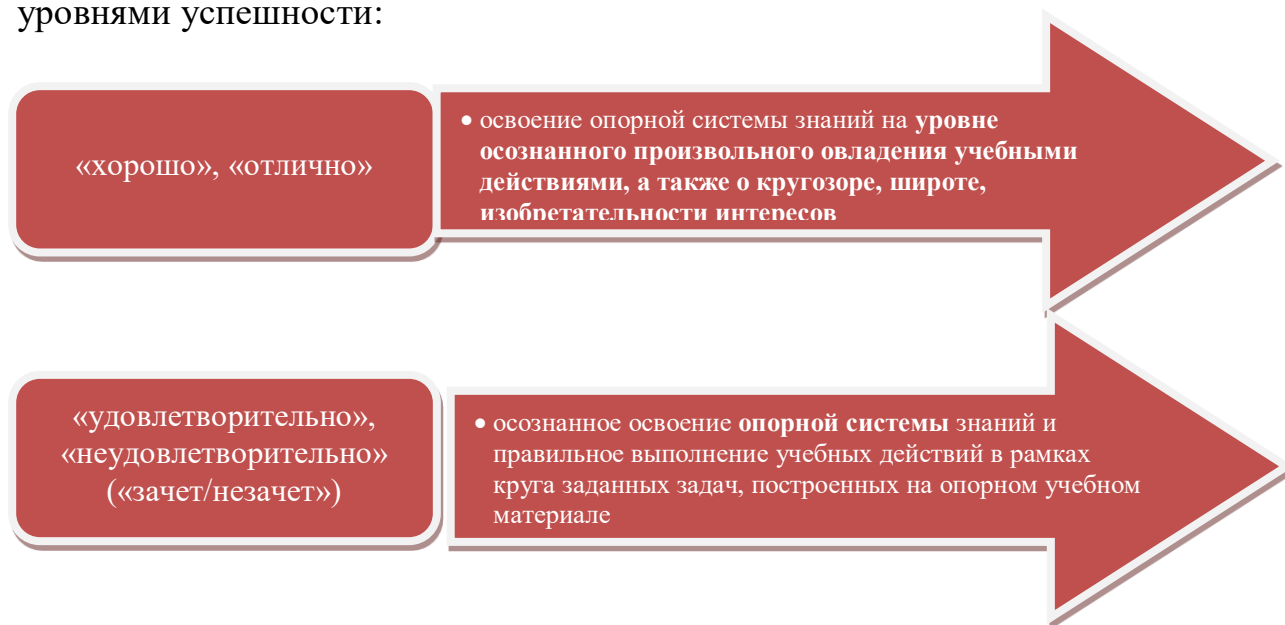 уровнями успешности:
«хорошо», «отлично»
• освоение опорной системы знаний на уровне
осознанного произвольного овладения учебными
действиями, а также о кругозоре, широте,
изобретательности интересов
«удовлетворительно»,
«неудовлетворительно»
(«зачет/незачет»)
• осознанное освоение опорной системы знаний и
правильное выполнение учебных действий в рамках
круга заданных задач, построенных на опорном учебном
материале